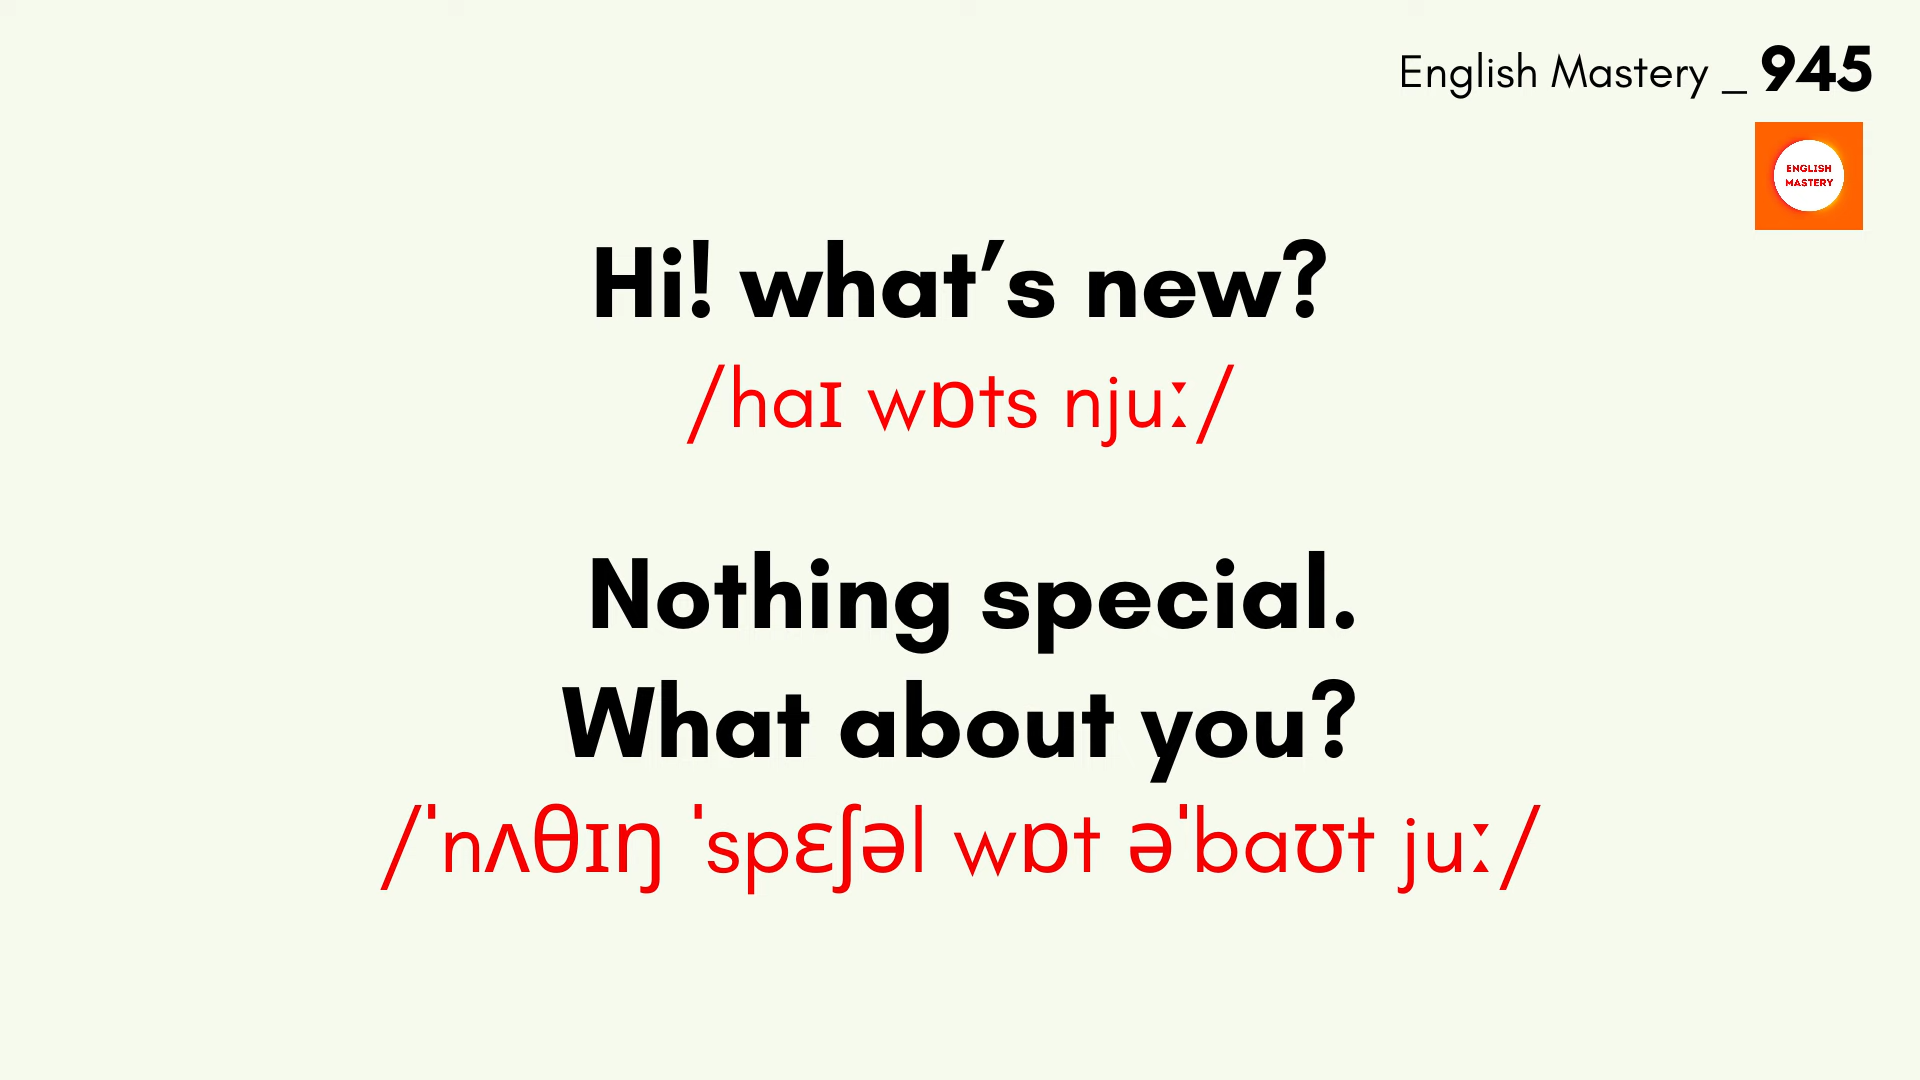 English Mastery _ 945
ENGLISH
MASTERY
Hi! what’s new?
/haɪ wɒts njuː/
Nothing special.
What about you?
/ˈnʌθɪŋ ˈspɛʃəl wɒt əˈbaʊt juː/